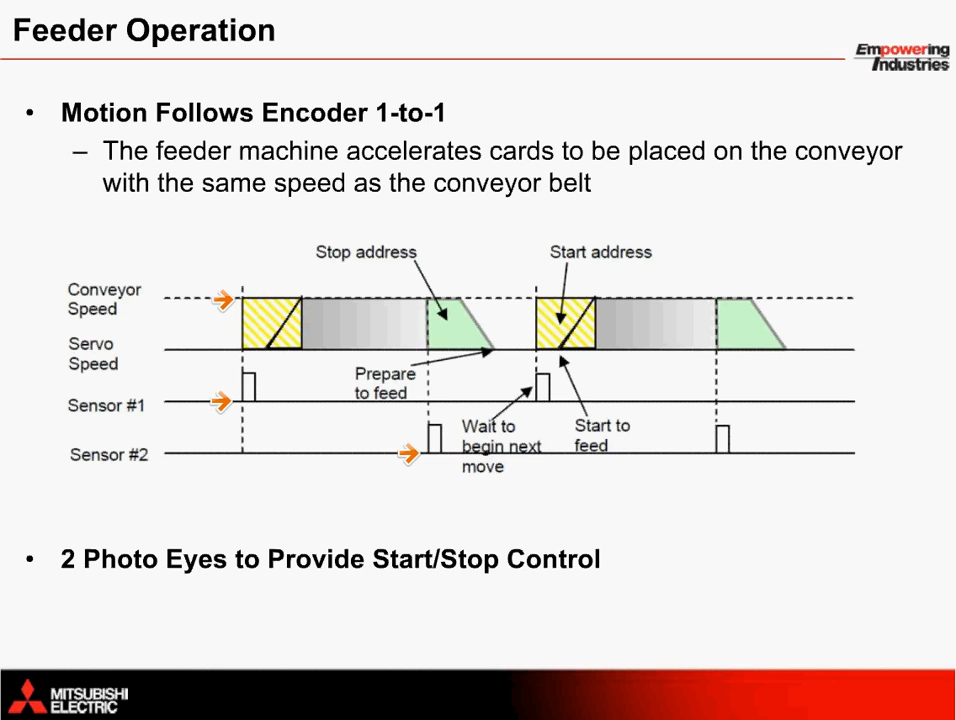 Feeder Operation
Empowering
Industries
• Motion Follows Encoder 1-to-1
– The feeder machine accelerates cards to be placed on the conveyor
with the same speed as the conveyor belt
Stop address
Start address
Conveyor
Speed
Servo
Speed
Prepare
to feed
Sensor #1
Wait to
begin next
move
Start to
feed
Sensor #2
• 2 Photo Eyes to Provide Start/Stop Control
MITSUBISHI
ELECTRIC